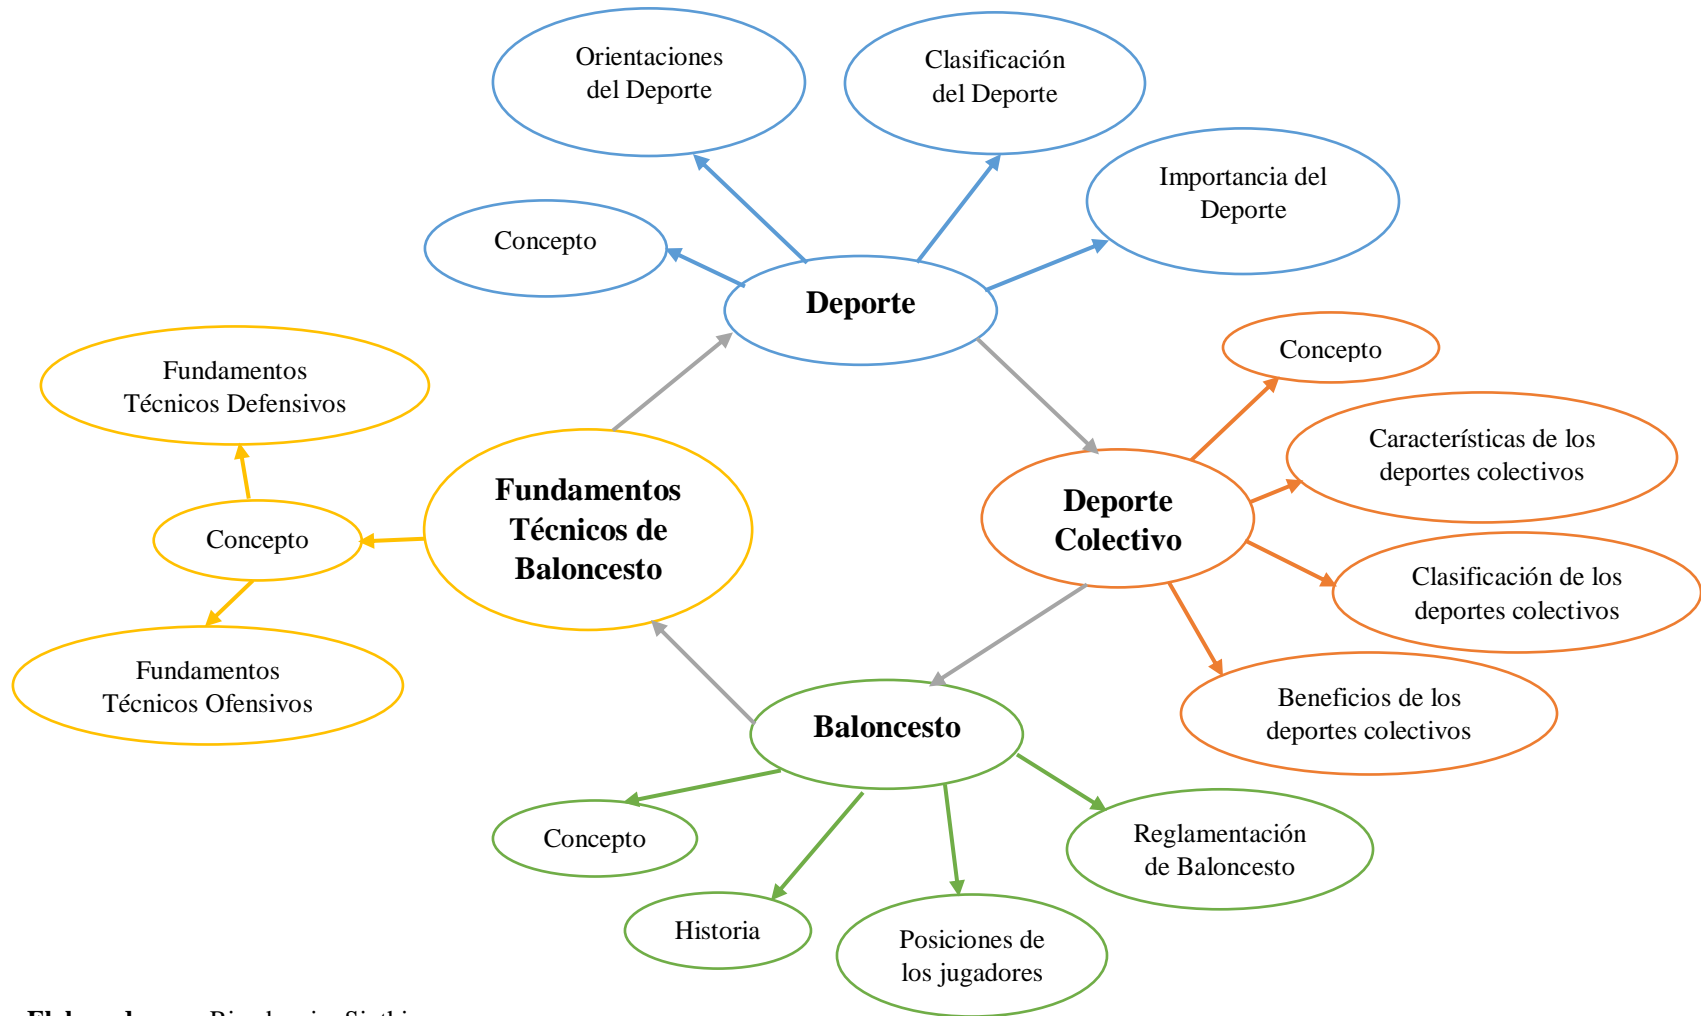 Orientaciones
del Deporte
Clasificación
del Deporte
Importancia del
Deporte
Concepto
Deporte
Concepto
Características de los
deportes colectivos
Deporte
Colectivo
Clasificación de los
deportes colectivos
Beneficios de los
deportes colectivos
Fundamentos
Técnicos Defensivos
Fundamentos
Técnicos de
Baloncesto
Concepto
Fundamentos
Técnicos Ofensivos
Baloncesto
Concepto
Historia
Posiciones de
los jugadores
Reglamentación
de Baloncesto